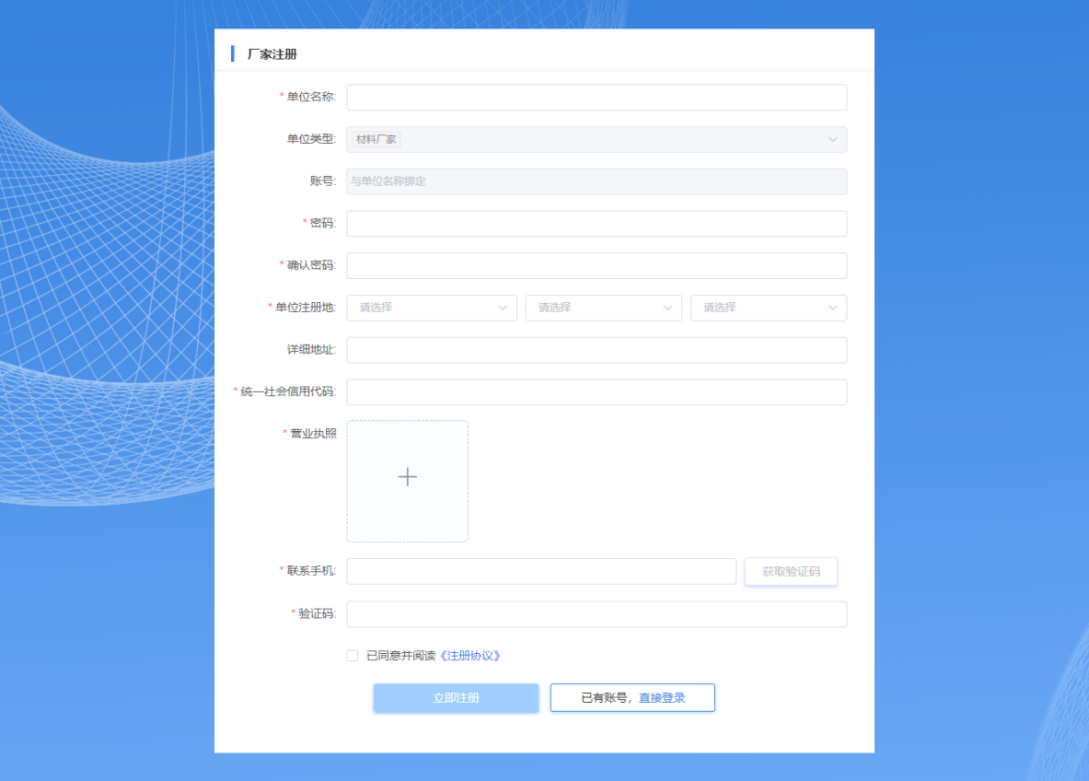 厂家注册
* 单位名称:
单位类型: 材料厂家
账号: 与单位名称绑定
* 密码:
* 确认密码:
* 单位注册地: 请选择 请选择 请选择
详细地址:
* 统一社会信用代码:
* 营业执照
* 联系手机: 获取验证码
* 验证码:
已同意并阅读《注册协议》
立即注册 已有账号，直接登录